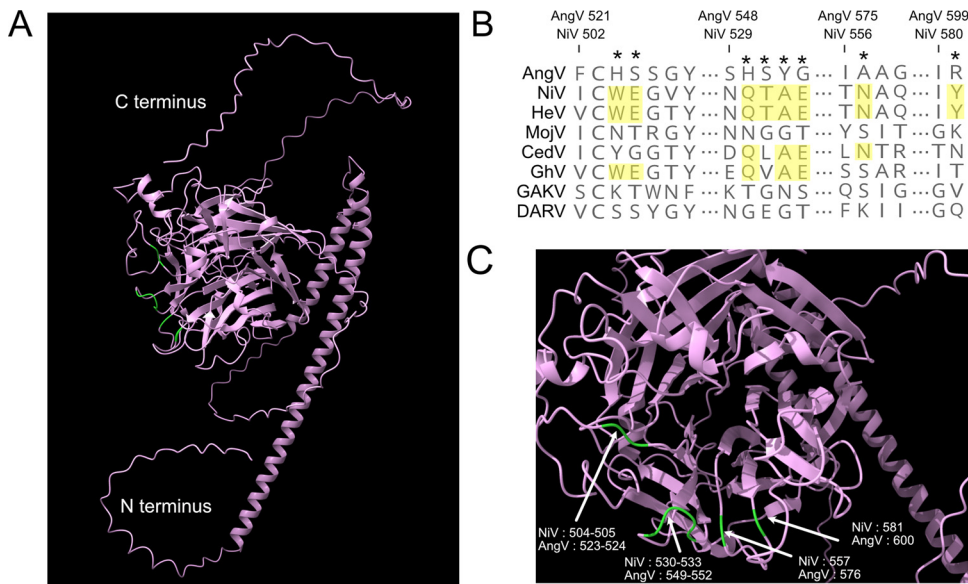 A
C terminus
N terminus
B
AngV 521 AngV 548 AngV 575 AngV 599
NiV 502 NiV 529 NiV 556 NiV 580
* * * * * * * *
AngV F C H S S G Y ··· S H S Y G ··· I A A G ··· I R
NiV I C W E G V Y ··· N Q T A E ··· T N A Q ··· I Y
HeV V C W E G T Y ··· N Q T A E ··· T N A Q ··· I Y
MojV I C N T R G Y ··· N N G G T ··· Y S I T ··· G K
CedV I C Y G G T Y ··· D Q L A E ··· L N T R ··· T N
GhV V C W E G T Y ··· E Q V A E ··· S S A R ··· I T
GAKV S C K T W N F ··· K T G N S ··· Q S I G ··· G V
DARV V C S S Y G Y ··· N G E G T ··· F K I I ··· G Q
C
NiV : 504-505
AngV : 523-524
NiV : 530-533
AngV : 549-552
NiV : 557
AngV : 576
NiV : 581
AngV : 600